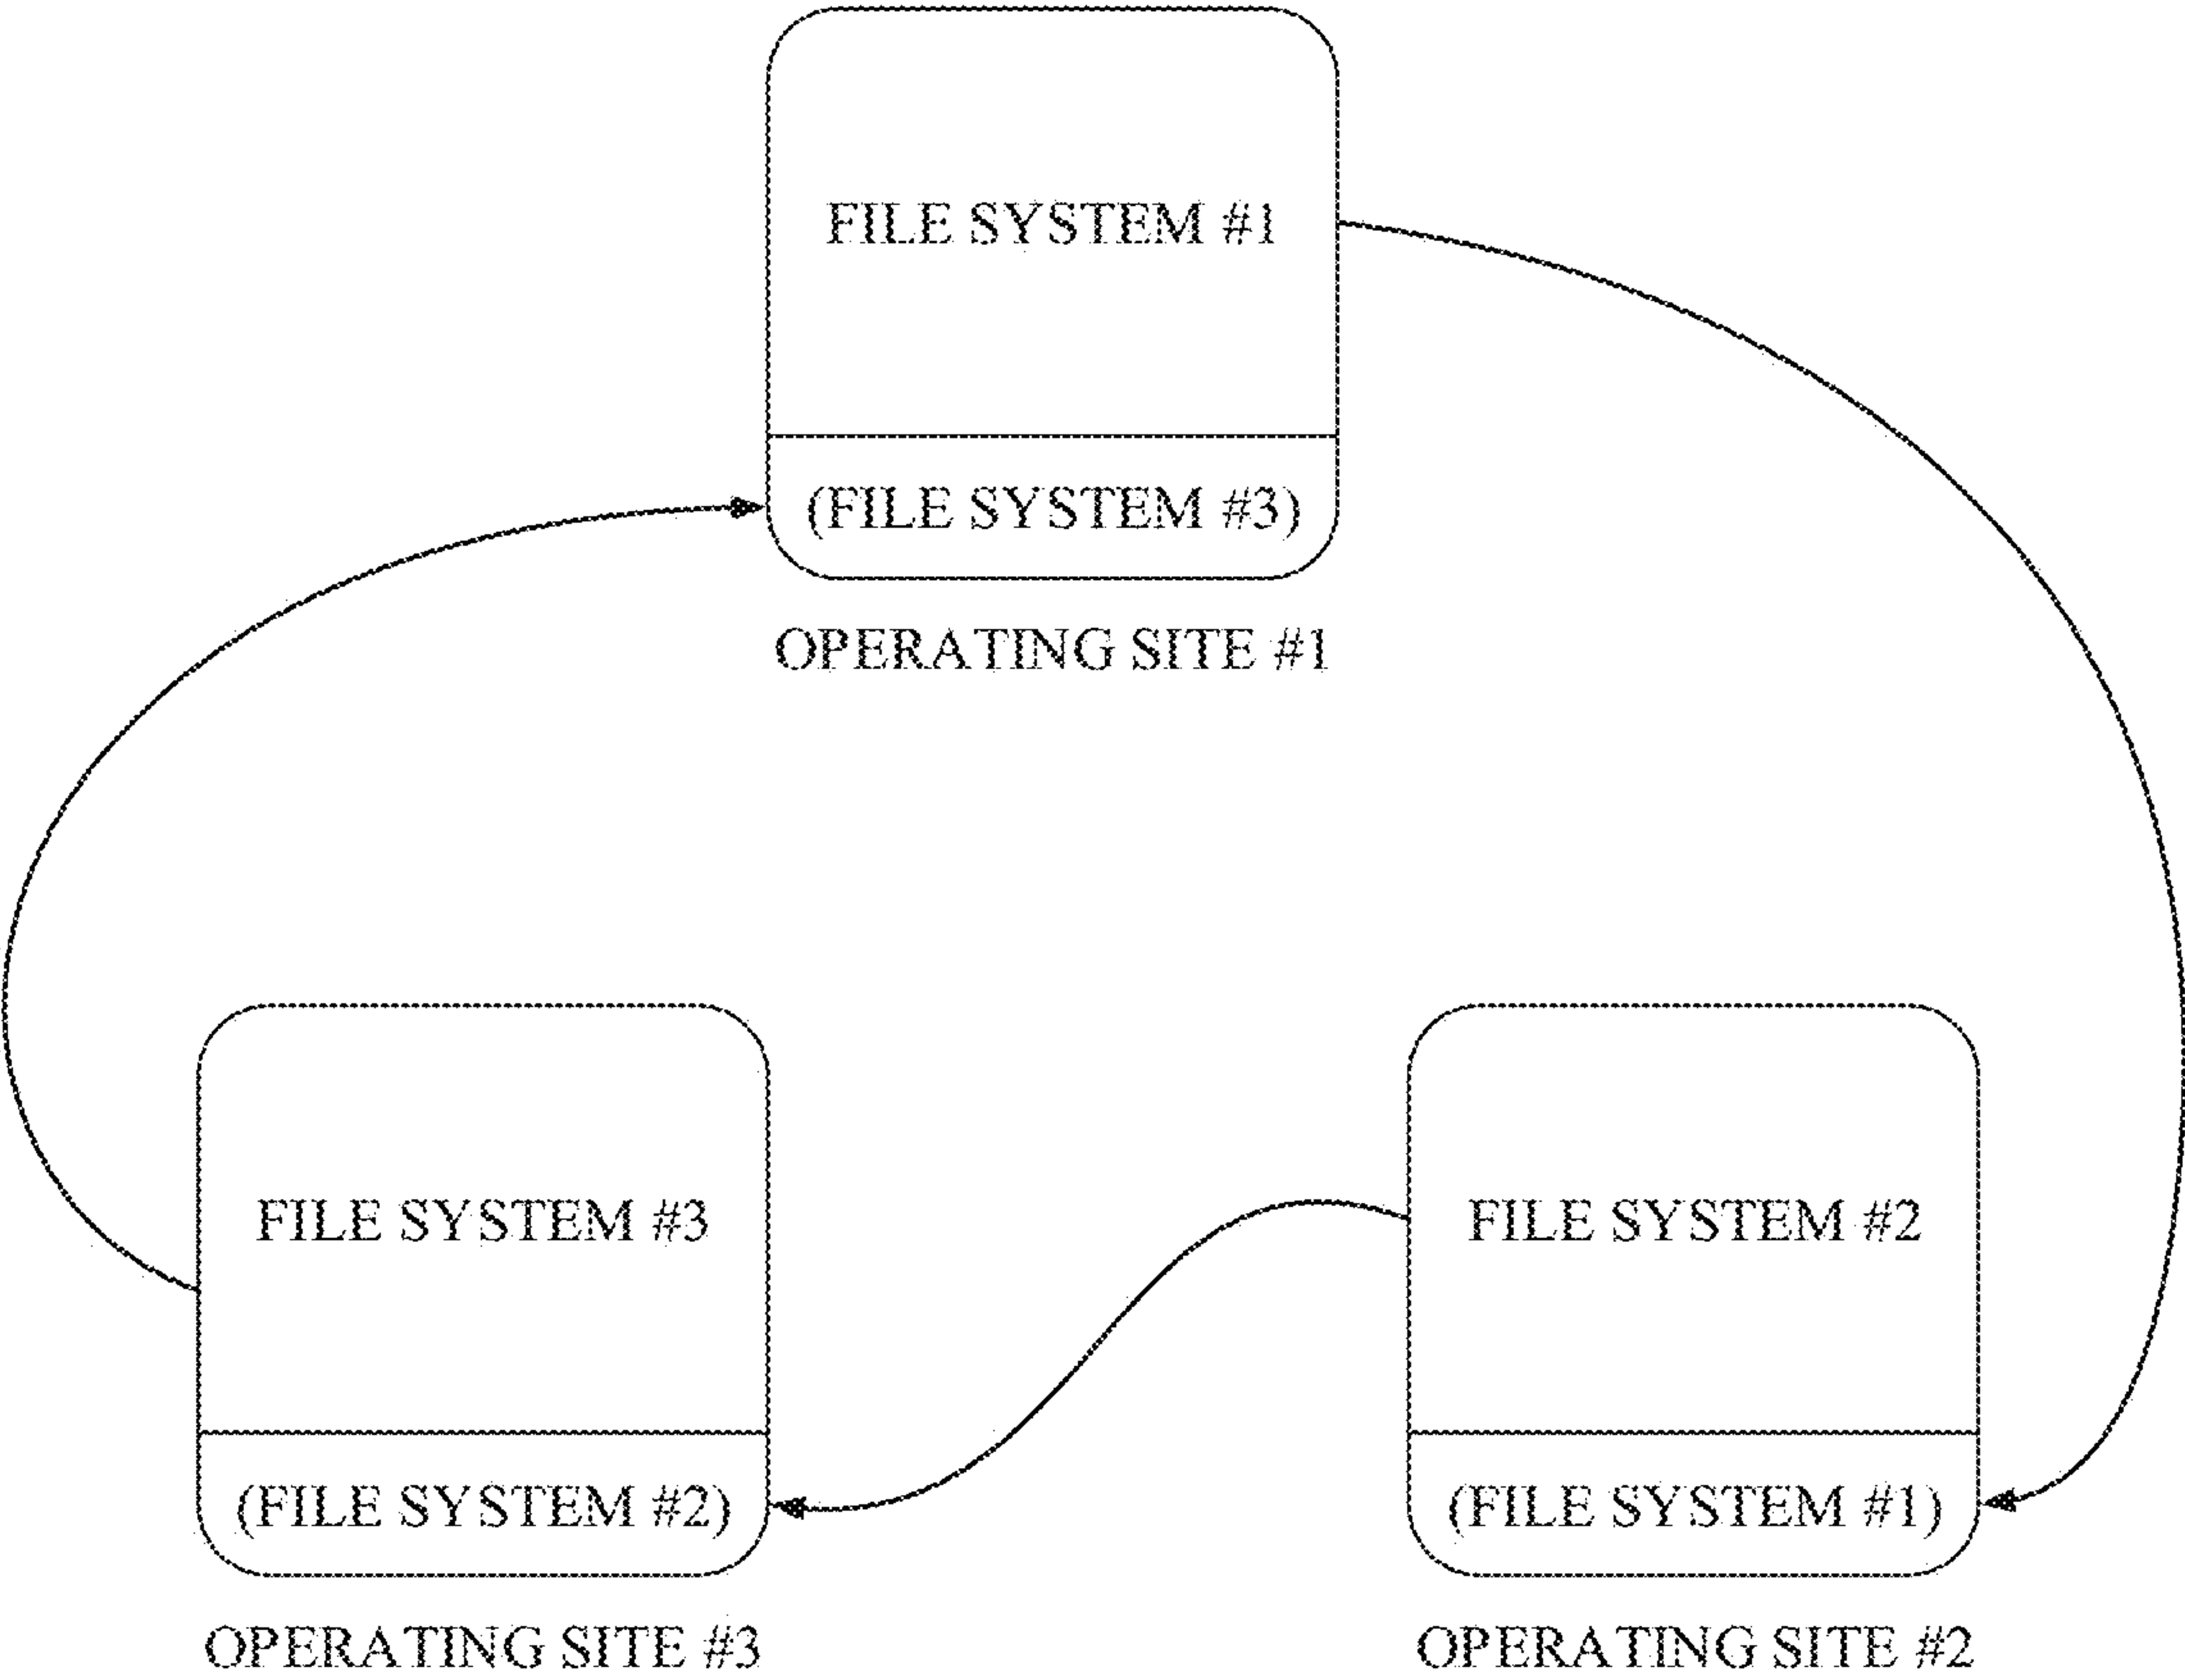 FILE SYSTEM #1
(FILE SYSTEM #3)
OPERATING SITE #1
FILE SYSTEM #3
(FILE SYSTEM #2)
OPERATING SITE #3
FILE SYSTEM #2
(FILE SYSTEM #1)
OPERATING SITE #2